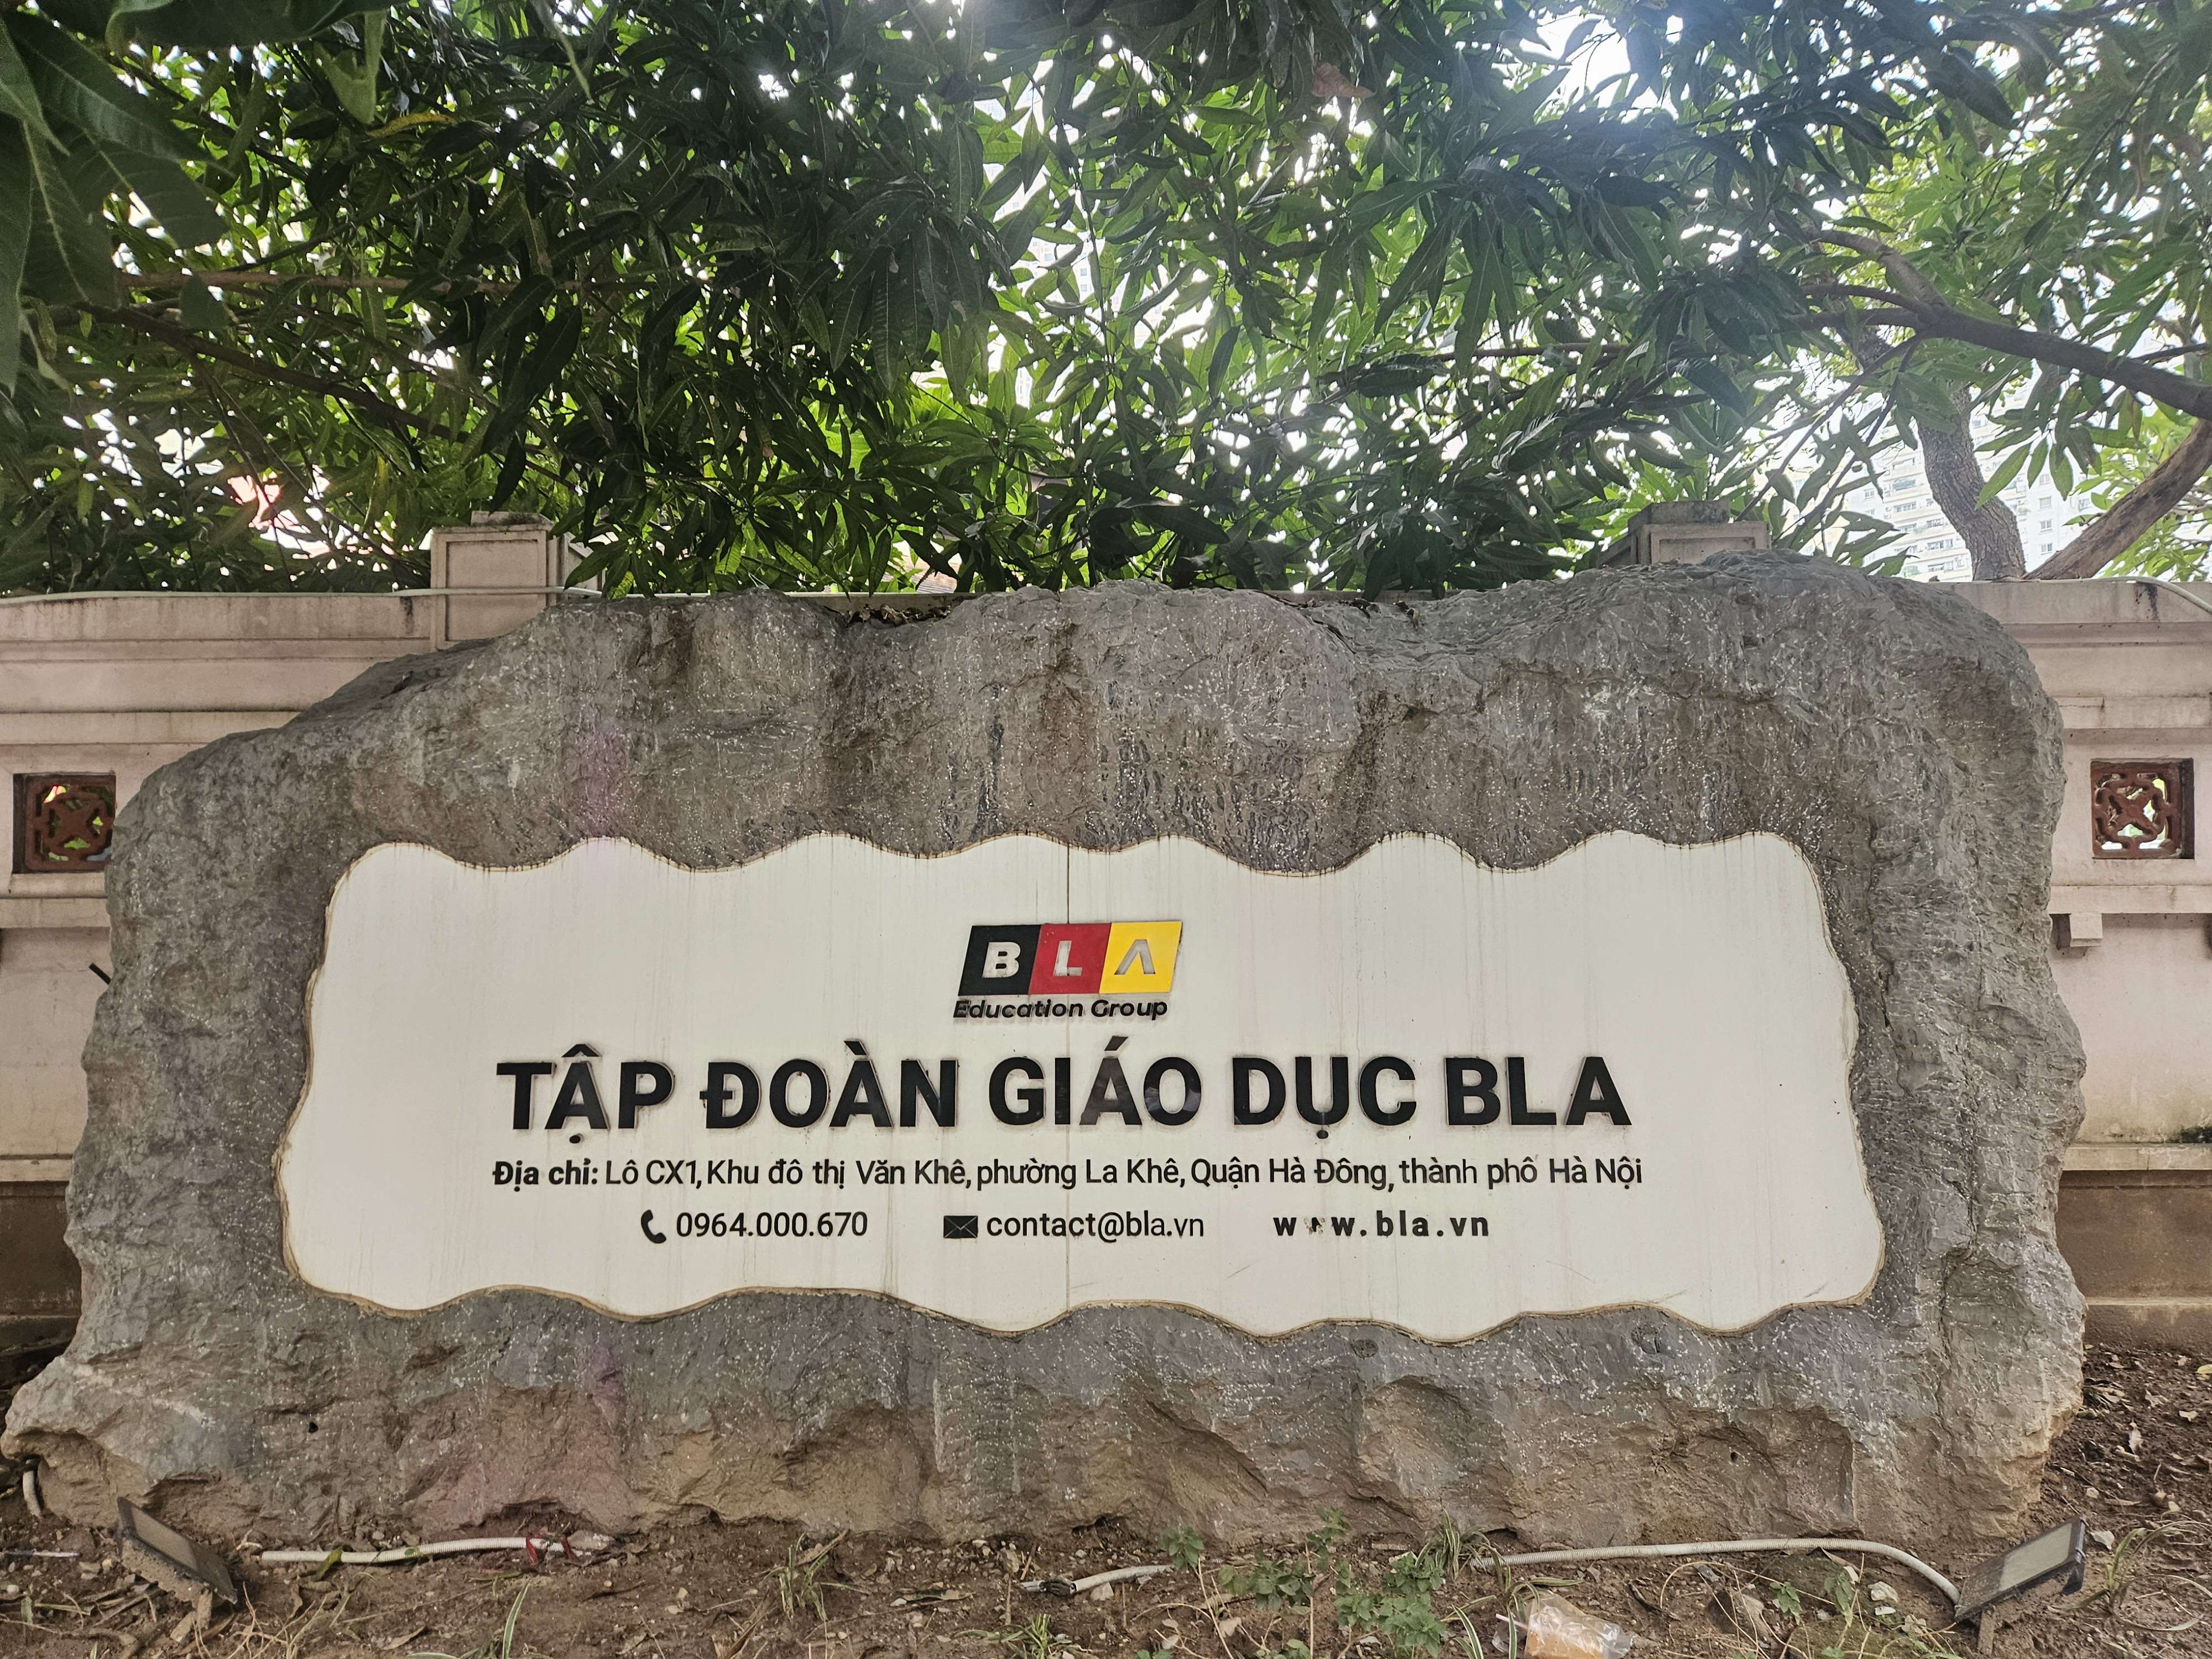 BLA
Education Group
TẬP ĐOÀN GIÁO DỤC BLA
Địa chỉ: Lô CX1, Khu đô thị Văn Khê, phường La Khê, Quận Hà Đông, thành phô Hà Nội
0964.000.670 contact@bla.vn www.bla.vn